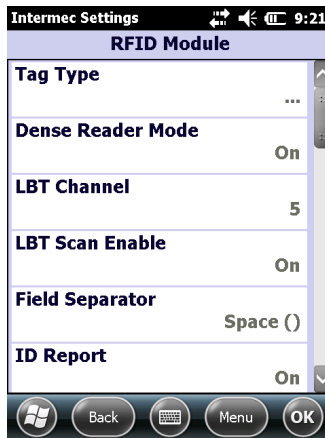 Intermec Settings 9:21
RFID Module
Tag Type
...
Dense Reader Mode
On
LBT Channel
5
LBT Scan Enable
On
Field Separator
Space ()
ID Report
On
Back Menu OK